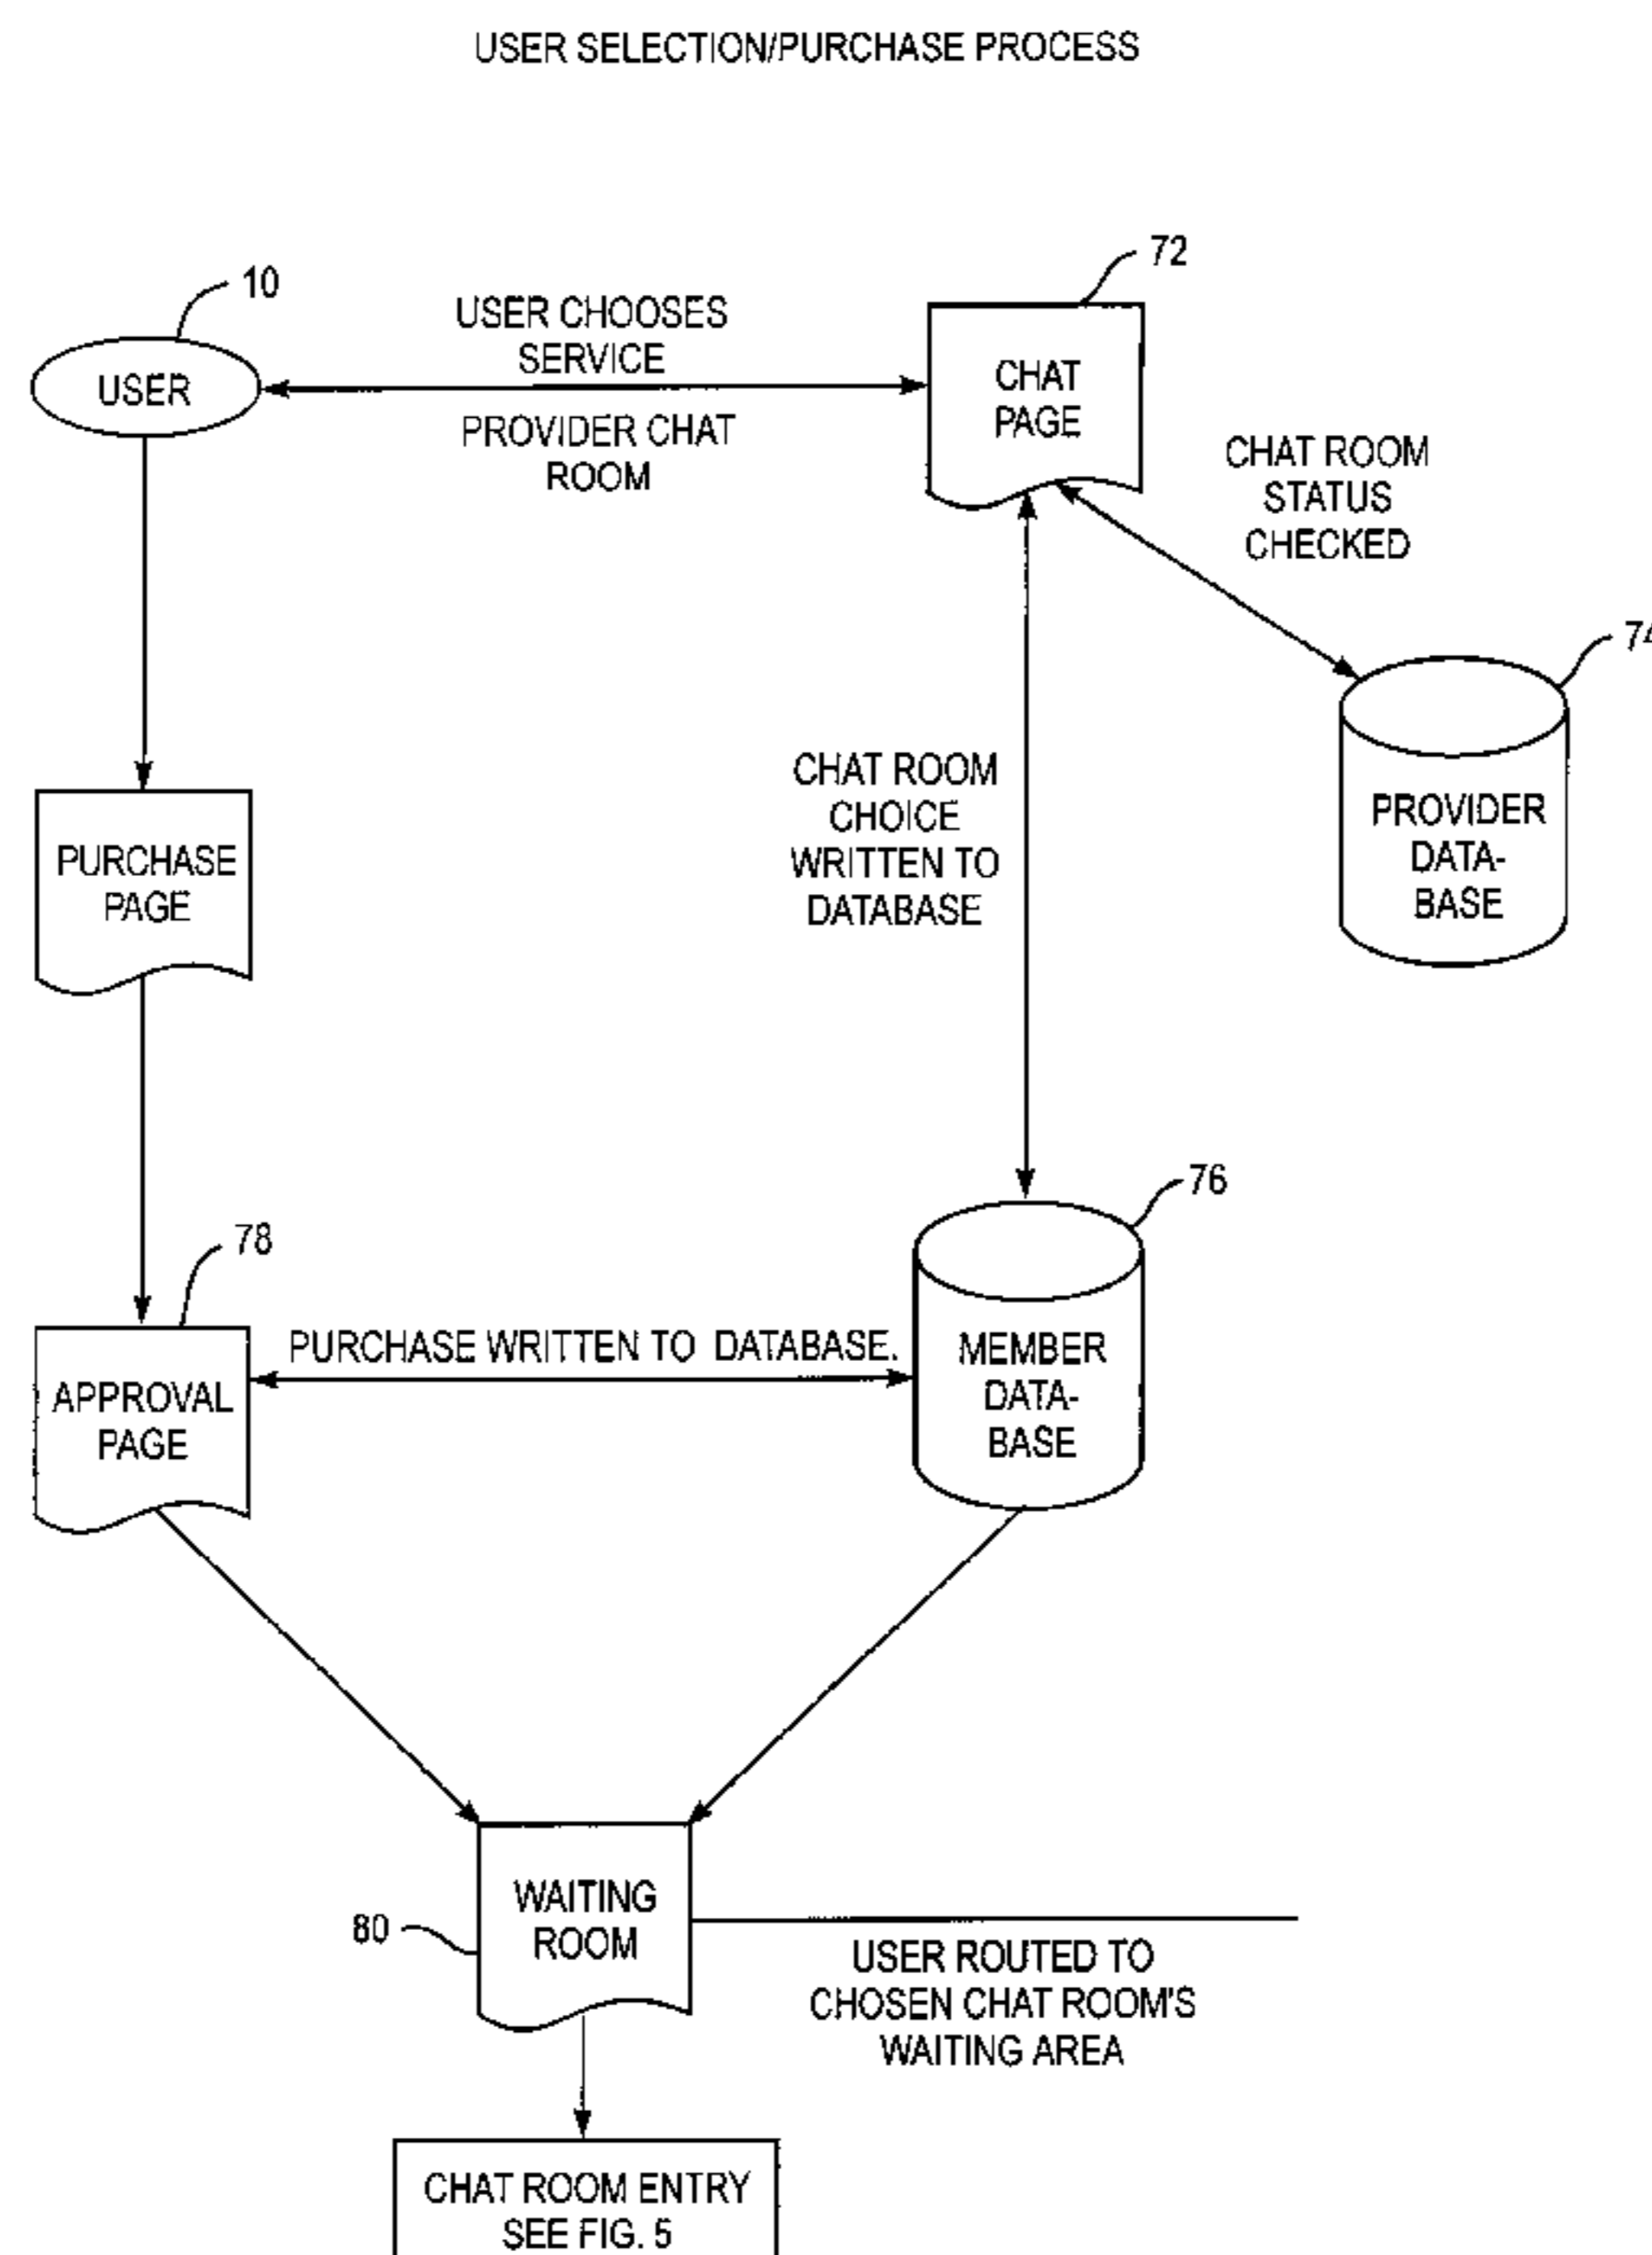 USER SELECTION/PURCHASE PROCESS
10
72
USER CHOOSES
SERVICE
USER
PROVIDER CHAT
ROOM
CHAT
PAGE
CHAT ROOM
STATUS
CHECKED
74
PURCHASE
PAGE
CHAT ROOM
CHOICE
WRITTEN TO
DATABASE
PROVIDER
DATA-
BASE
76
78
PURCHASE WRITTEN TO DATABASE.
APPROVAL
PAGE
MEMBER
DATA-
BASE
80
WAITING
ROOM
USER ROUTED TO
CHOSEN CHAT ROOM'S
WAITING AREA
CHAT ROOM ENTRY
SEE FIG. 5